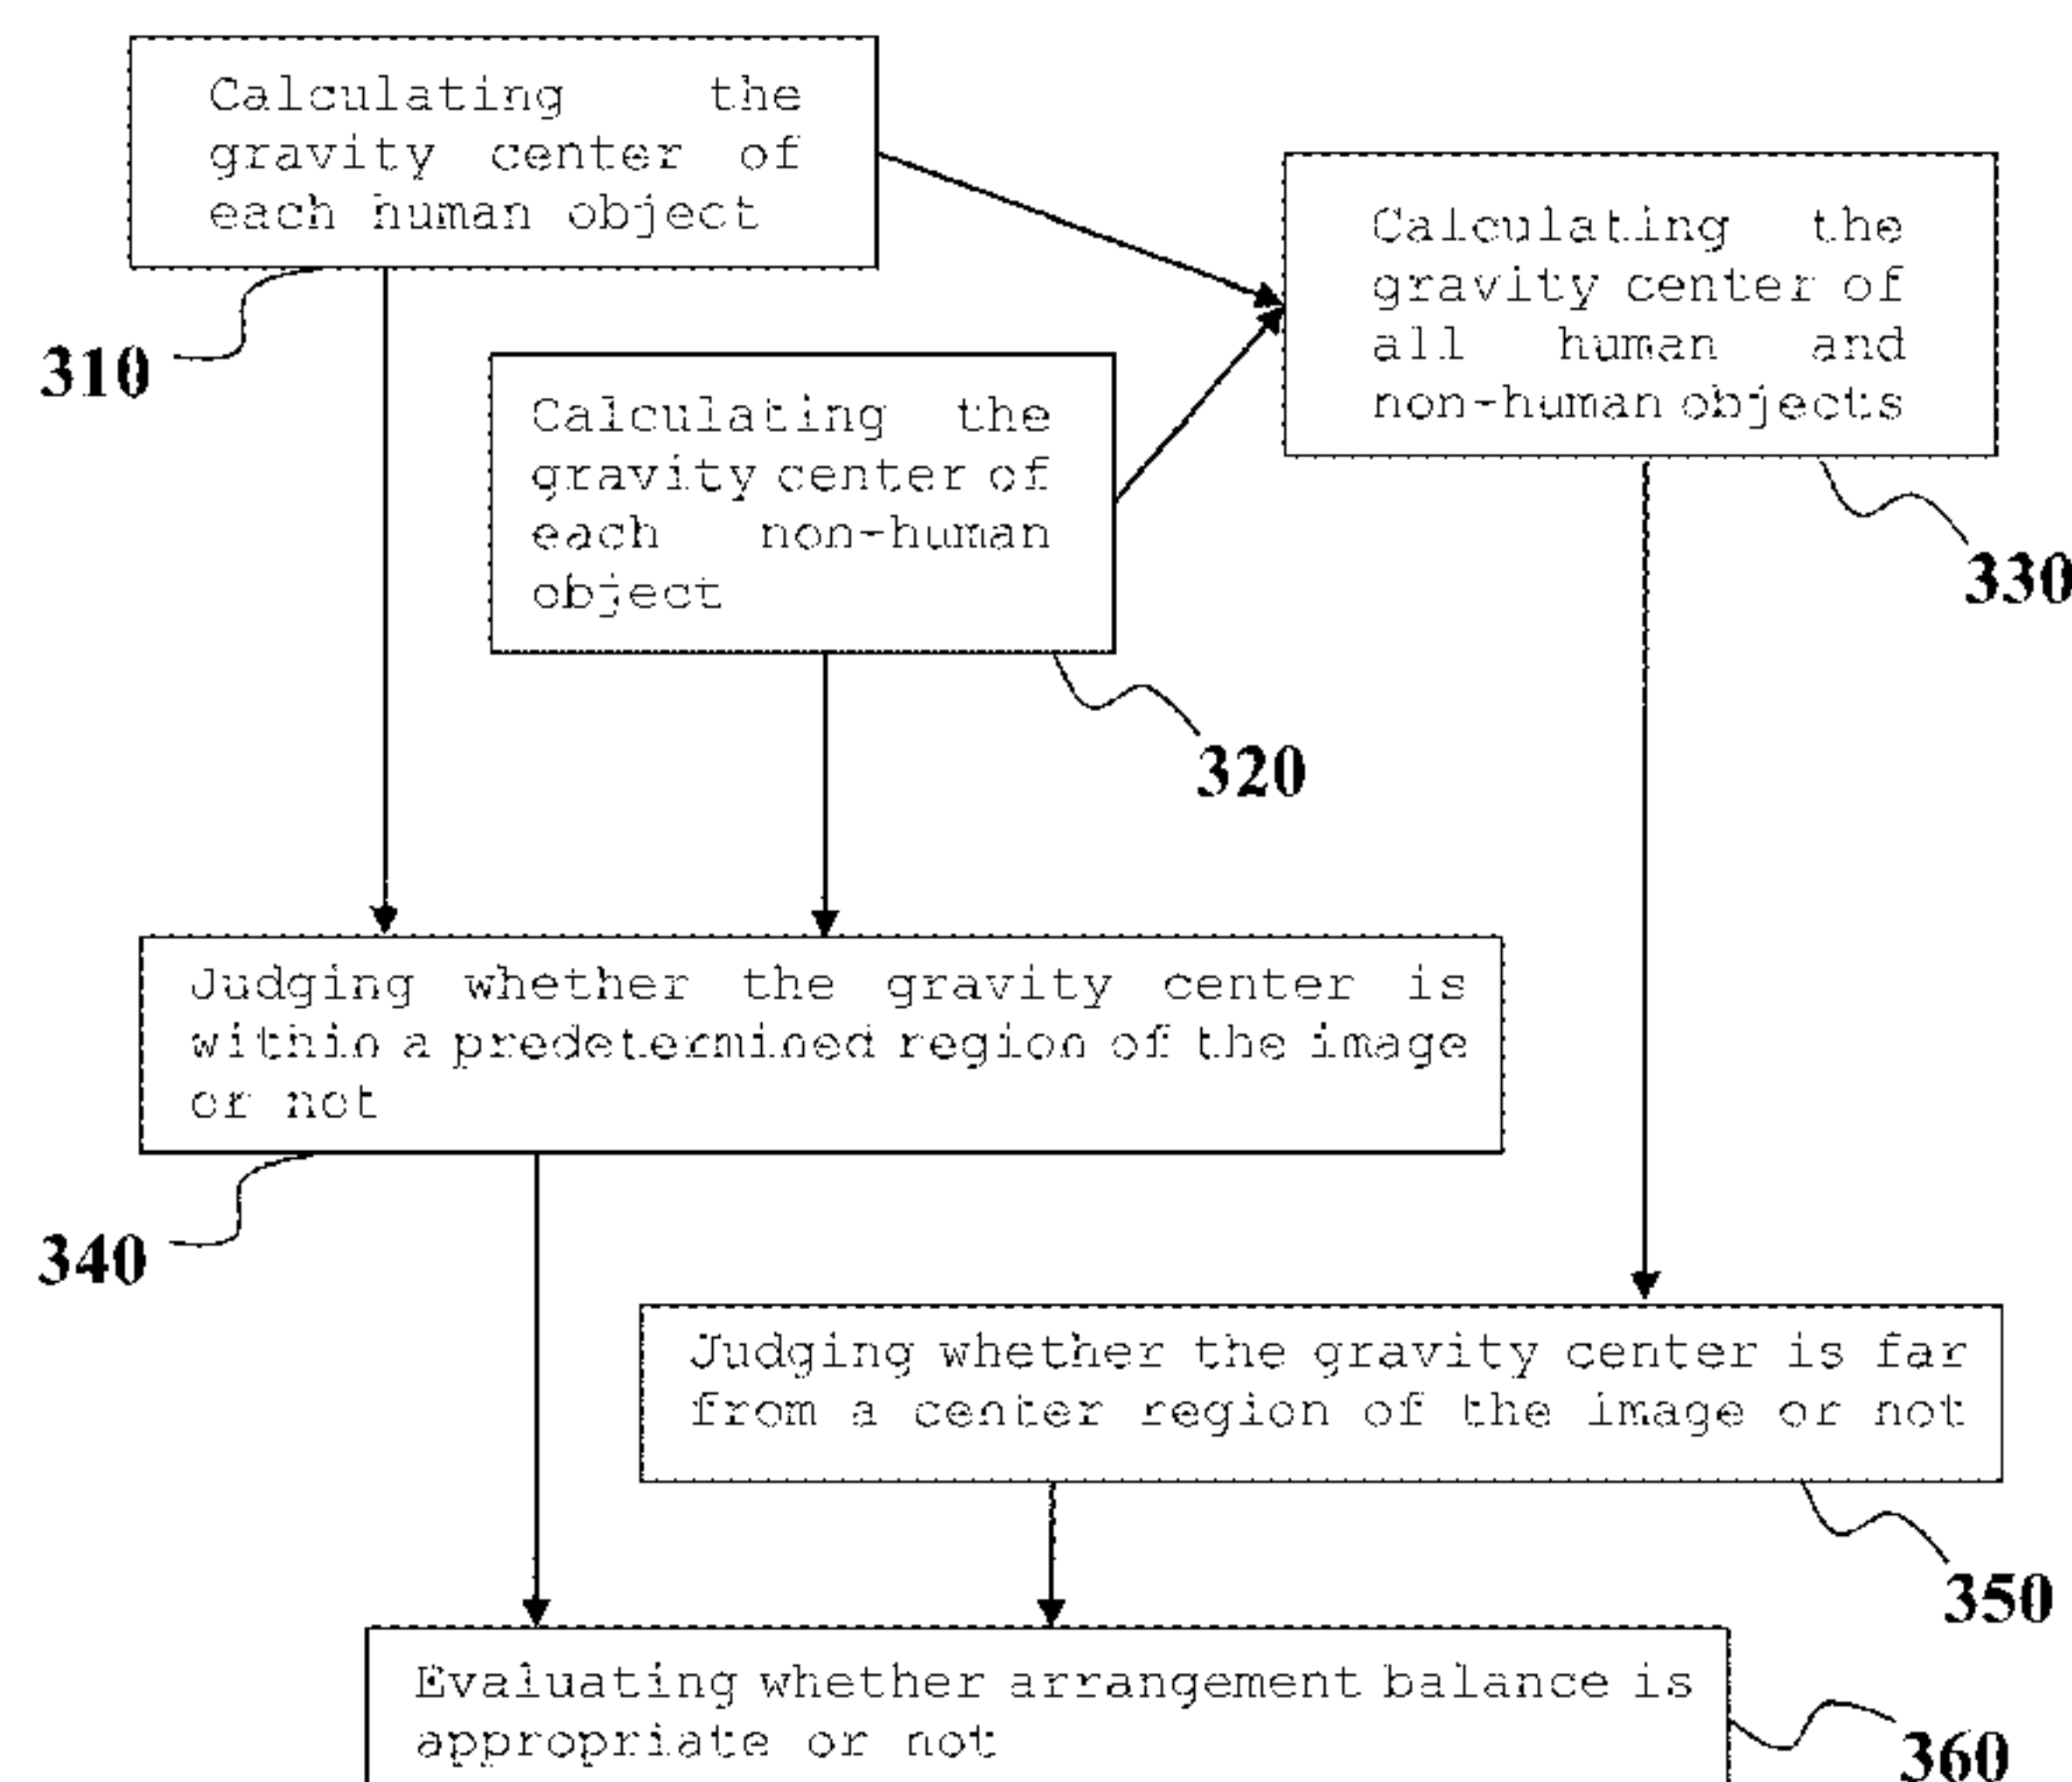 Calculating the
gravity center of
each human object
310
Calculating the
gravity center of
all human and
non-human objects
330
Calculating the
gravity center of
each non-human
object
320
Judging whether the gravity center is
within a predetermined region of the image
or not
340
Judging whether the gravity center is far
from a center region of the image or not
350
Evaluating whether arrangement balance is
appropriate or not
360